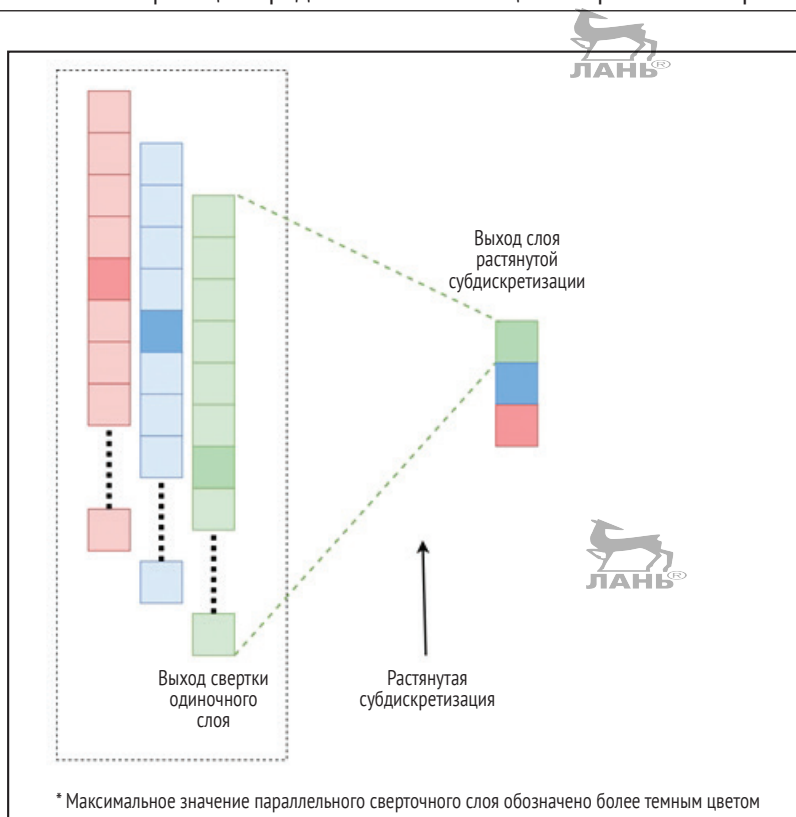 ЛАНЬ®
Выход слоя
растянутой
субдискретизации
ЛАНЬ®
Выход свертки
одиночного
слоя
Растянутая
субдискретизация
* Максимальное значение параллельного сверточного слоя обозначено более темным цветом